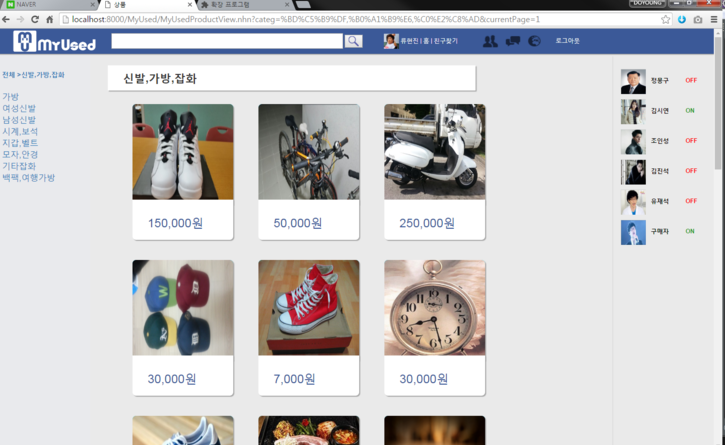 NAVER
상품
확장 프로그램
DOYOUNG
localhost:8000/MyUsed/MyUsedProductView.nhn?categ=%BD%C5%B9%DF,%B0%A1%B9%E6,%C0%E2%C8%AD&currentPage=1
MY MyUsed
류현진 | 홈 | 친구찾기
로그아웃
전체 >신발,가방,잡화
가방
여성신발
남성신발
시계,보석
지갑,벨트
모자,안경
기타잡화
백팩,여행가방
신발,가방,잡화
150,000원
50,000원
250,000원
30,000원
7,000원
30,000원
정몽구 OFF
김시연 ON
조인성 OFF
김진석 OFF
유재석 OFF
구매자 ON